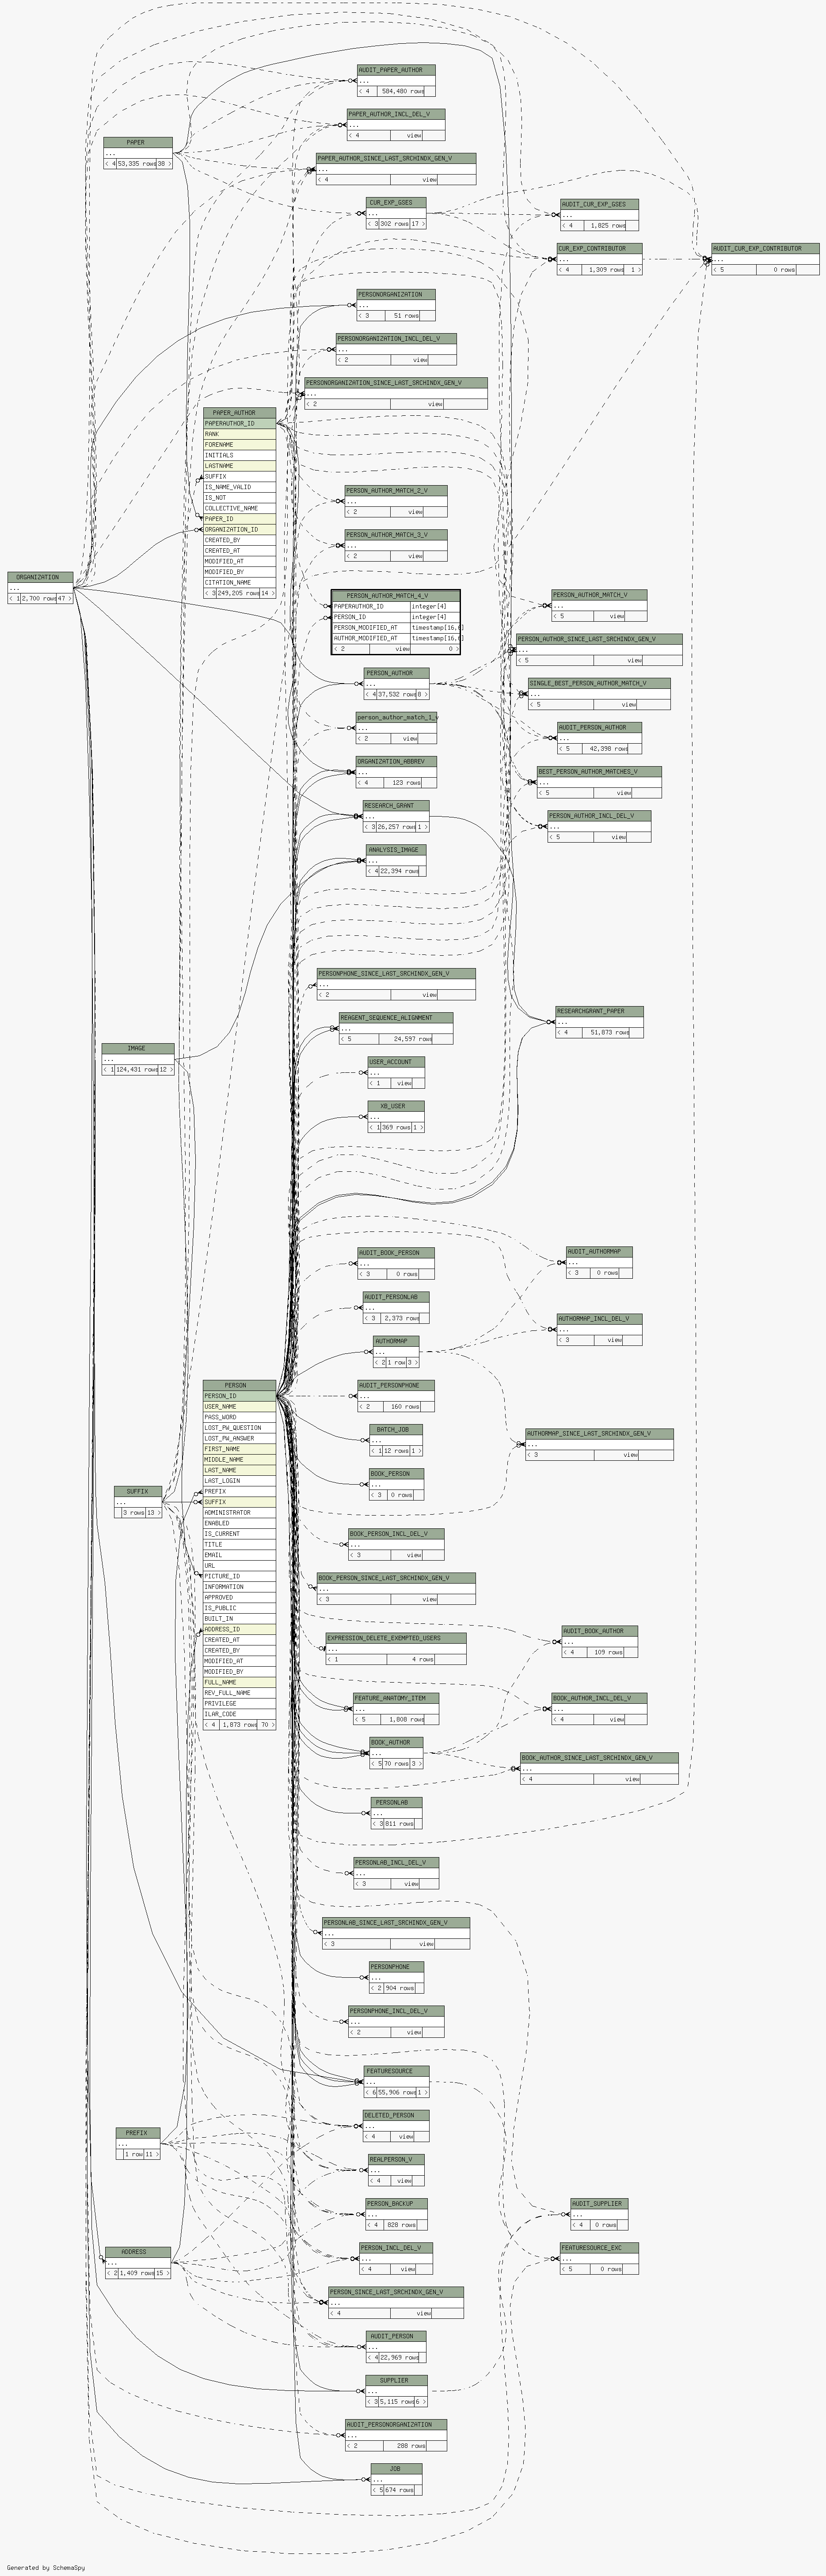 AUDIT_PAPER_AUTHOR
...
< 4 584,480 rows
PAPER_AUTHOR_INCL_DEL_V
...
< 4 view
PAPER
...
< 4 53,335 rows 38 >
PAPER_AUTHOR_SINCE_LAST_SRCHINDX_GEN_V
...
< 4 view
CUR_EXP_GSES
...
< 3 302 rows 17 >
AUDIT_CUR_EXP_GSES
...
< 4 1,825 rows
CUR_EXP_CONTRIBUTOR
...
< 4 1,309 rows 1 >
AUDIT_CUR_EXP_CONTRIBUTOR
...
< 5 0 rows
PERSONORGANIZATION
...
< 3 51 rows
PERSONORGANIZATION_INCL_DEL_V
...
< 2 view
PERSONORGANIZATION_SINCE_LAST_SRCHINDX_GEN_V
...
< 2 view
PAPER_AUTHOR
PAPERAUTHOR_ID
RANK
FORENAME
INITIALS
LASTNAME
SUFFIX
IS_NAME_VALID
IS_NOT
COLLECTIVE_NAME
PAPER_ID
ORGANIZATION_ID
CREATED_BY
CREATED_AT
MODIFIED_AT
MODIFIED_BY
CITATION_NAME
< 3 249,205 rows 14 >
PERSON_AUTHOR_MATCH_2_V
...
< 2 view
PERSON_AUTHOR_MATCH_3_V
...
< 2 view
ORGANIZATION
...
< 1 2,700 rows 47 >
PERSON_AUTHOR_MATCH_4_V
PAPERAUTHOR_ID integer[4]
PERSON_ID integer[4]
PERSON_MODIFIED_AT timestamp[16,6]
AUTHOR_MODIFIED_AT timestamp[16,6]
< 2 view 0 >
PERSON_AUTHOR_MATCH_V
...
< 5 view
PERSON_AUTHOR_SINCE_LAST_SRCHINDX_GEN_V
...
< 5 view
PERSON_AUTHOR
...
< 4 37,532 rows 8 >
SINGLE_BEST_PERSON_AUTHOR_MATCH_V
...
< 5 view
person_author_match_1_v
...
< 2 view
AUDIT_PERSON_AUTHOR
...
< 5 42,398 rows
ORGANIZATION_ABBREV
...
< 4 123 rows
BEST_PERSON_AUTHOR_MATCHES_V
...
< 5 view
RESEARCH_GRANT
...
< 3 26,257 rows 1 >
PERSON_AUTHOR_INCL_DEL_V
...
< 5 view
ANALYSIS_IMAGE
...
< 4 22,394 rows
PERSONPHONE_SINCE_LAST_SRCHINDX_GEN_V
...
< 2 view
REAGENT_SEQUENCE_ALIGNMENT
...
< 5 24,597 rows
RESEARCHGRANT_PAPER
...
< 4 51,873 rows
IMAGE
...
< 1 124,431 rows 12 >
USER_ACCOUNT
...
< 1 view
XB_USER
...
< 1 369 rows 1 >
AUDIT_BOOK_PERSON
...
< 3 0 rows
AUDIT_AUTHORMAP
...
< 3 0 rows
AUDIT_PERSONLAB
...
< 3 2,373 rows
AUTHORMAP_INCL_DEL_V
...
< 3 view
AUTHORMAP
...
< 2 1 row 3 >
PERSON
PERSON_ID
USER_NAME
PASS_WORD
LOST_PW_QUESTION
LOST_PW_ANSWER
FIRST_NAME
MIDDLE_NAME
LAST_NAME
LAST_LOGIN
PREFIX
SUFFIX
ADMINISTRATOR
ENABLED
IS_CURRENT
TITLE
EMAIL
URL
PICTURE_ID
INFORMATION
APPROVED
IS_PUBLIC
BUILT_IN
ADDRESS_ID
CREATED_AT
CREATED_BY
MODIFIED_AT
MODIFIED_BY
FULL_NAME
REV_FULL_NAME
PRIVILEGE
ILAR_CODE
< 4 1,873 rows 70 >
AUDIT_PERSONPHONE
...
< 2 160 rows
BATCH_JOB
...
< 1 12 rows 1 >
AUTHORMAP_SINCE_LAST_SRCHINDX_GEN_V
...
< 3 view
BOOK_PERSON
...
< 3 0 rows
SUFFIX
...
3 rows 13 >
BOOK_PERSON_INCL_DEL_V
...
< 3 view
BOOK_PERSON_SINCE_LAST_SRCHINDX_GEN_V
...
< 3 view
EXPRESSION_DELETE_EXEMPTED_USERS
...
< 1 4 rows
AUDIT_BOOK_AUTHOR
...
< 4 109 rows
FEATURE_ANATOMY_ITEM
...
< 5 1,808 rows
BOOK_AUTHOR_INCL_DEL_V
...
< 4 view
BOOK_AUTHOR
...
< 5 70 rows 3 >
BOOK_AUTHOR_SINCE_LAST_SRCHINDX_GEN_V
...
< 4 view
PERSONLAB
...
< 3 811 rows
PERSONLAB_INCL_DEL_V
...
< 3 view
PERSONLAB_SINCE_LAST_SRCHINDX_GEN_V
...
< 3 view
PERSONPHONE
...
< 2 904 rows
PERSONPHONE_INCL_DEL_V
...
< 2 view
FEATURESOURCE
...
< 6 55,906 rows 1 >
DELETED_PERSON
...
< 4 view
PREFIX
...
1 row 11 >
REALPERSON_V
...
< 4 view
PERSON_BACKUP
...
< 4 828 rows
AUDIT_SUPPLIER
...
< 4 0 rows
PERSON_INCL_DEL_V
...
< 4 view
FEATURESOURCE_EXC
...
< 5 0 rows
ADDRESS
...
< 2 1,409 rows 15 >
PERSON_SINCE_LAST_SRCHINDX_GEN_V
...
< 4 view
AUDIT_PERSON
...
< 4 22,969 rows
SUPPLIER
...
< 3 5,115 rows 6 >
AUDIT_PERSONORGANIZATION
...
< 2 288 rows
JOB
...
< 5 674 rows
Generated by SchemaSpy